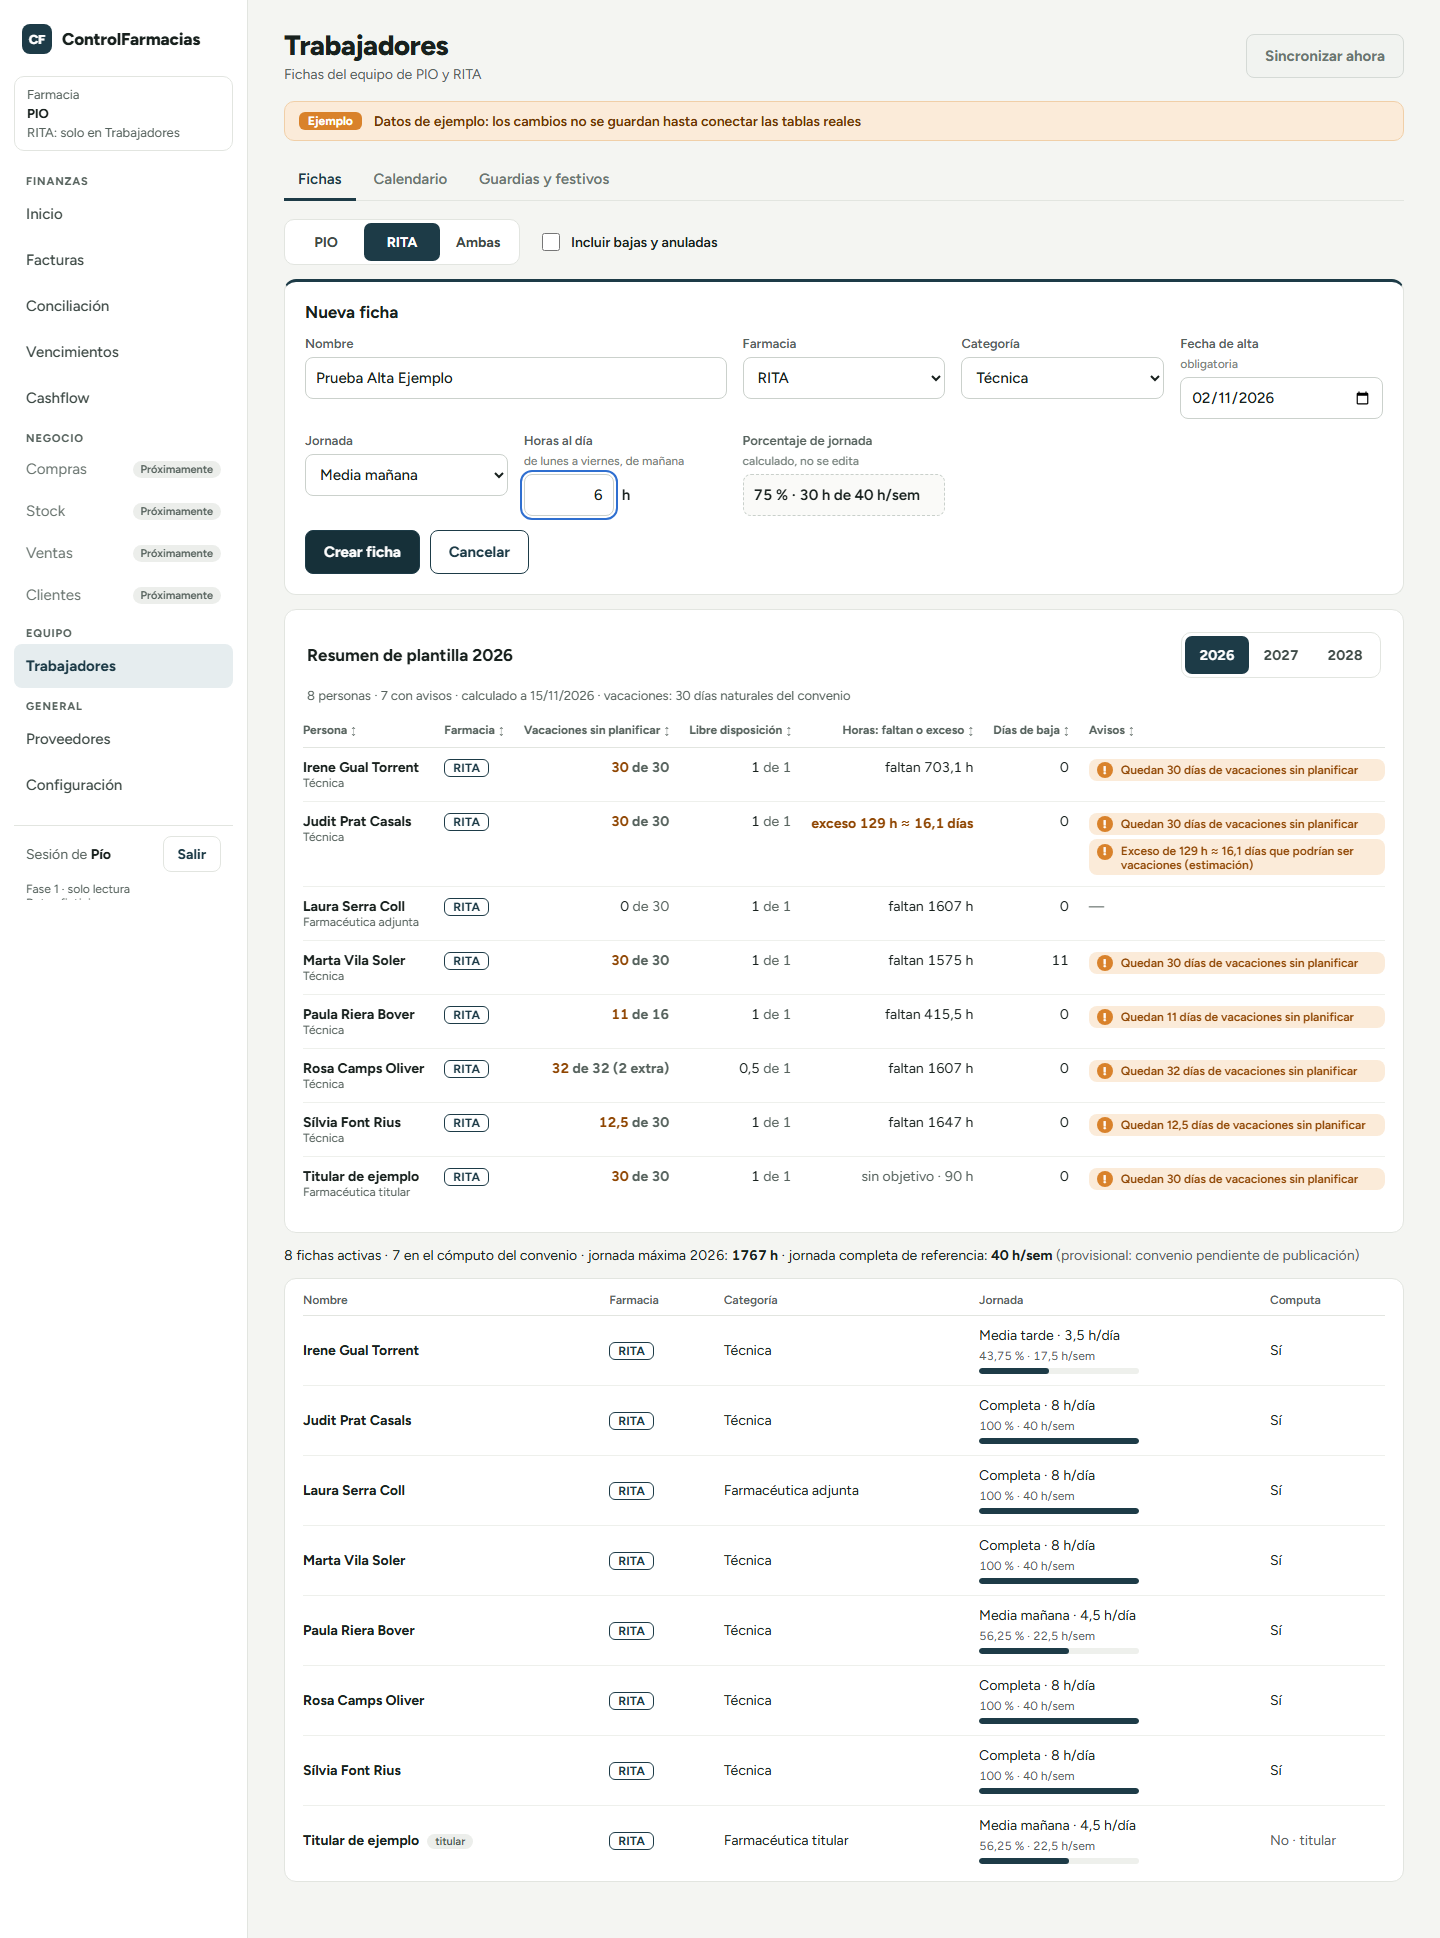 CF ControlFarmacias
Farmacia
PIO
RITA: solo en Trabajadores
FINANZAS
Inicio
Facturas
Conciliación
Vencimientos
Cashflow
NEGOCIO
Compras Próximamente
Stock Próximamente
Ventas Próximamente
Clientes Próximamente
EQUIPO
Trabajadores
GENERAL
Proveedores
Configuración
Sesión de Pío Salir
Fase 1 · solo lectura
Trabajadores
Fichas del equipo de PIO y RITA
Sincronizar ahora
Ejemplo Datos de ejemplo: los cambios no se guardan hasta conectar las tablas reales
Fichas Calendario Guardias y festivos
PIO RITA Ambas Incluir bajas y anuladas
Nueva ficha
Nombre Farmacia Categoría Fecha de alta
obligatoria
Prueba Alta Ejemplo RITA Técnica 02/11/2026
Jornada Horas al día Porcentaje de jornada
de lunes a viernes, de mañana calculado, no se edita
Media mañana 6 h 75 % · 30 h de 40 h/sem
Crear ficha Cancelar
Resumen de plantilla 2026 2026 2027 2028
8 personas · 7 con avisos · calculado a 15/11/2026 · vacaciones: 30 días naturales del convenio
Persona ↕ Farmacia ↕ Vacaciones sin planificar ↕ Libre disposición ↕ Horas: faltan o exceso ↕ Días de baja ↕ Avisos ↕
Irene Gual Torrent RITA 30 de 30 1 de 1 faltan 703,1 h 0 ! Quedan 30 días de vacaciones sin planificar
Técnica
Judit Prat Casals RITA 30 de 30 1 de 1 exceso 129 h ≈ 16,1 días 0 ! Quedan 30 días de vacaciones sin planificar
Técnica
! Exceso de 129 h ≈ 16,1 días que podrían ser
vacaciones (estimación)
Laura Serra Coll RITA 0 de 30 1 de 1 faltan 1607 h 0 —
Farmacéutica adjunta
Marta Vila Soler RITA 30 de 30 1 de 1 faltan 1575 h 11 ! Quedan 30 días de vacaciones sin planificar
Técnica
Paula Riera Bover RITA 11 de 16 1 de 1 faltan 415,5 h 0 ! Quedan 11 días de vacaciones sin planificar
Técnica
Rosa Camps Oliver RITA 32 de 32 (2 extra) 0,5 de 1 faltan 1607 h 0 ! Quedan 32 días de vacaciones sin planificar
Técnica
Sílvia Font Rius RITA 12,5 de 30 1 de 1 faltan 1647 h 0 ! Quedan 12,5 días de vacaciones sin planificar
Técnica
Titular de ejemplo RITA 30 de 30 1 de 1 sin objetivo · 90 h 0 ! Quedan 30 días de vacaciones sin planificar
Farmacéutica titular
8 fichas activas · 7 en el cómputo del convenio · jornada máxima 2026: 1767 h · jornada completa de referencia: 40 h/sem (provisional: convenio pendiente de publicación)
Nombre Farmacia Categoría Jornada Computa
Irene Gual Torrent RITA Técnica Media tarde · 3,5 h/día Sí
43,75 % · 17,5 h/sem
Judit Prat Casals RITA Técnica Completa · 8 h/día Sí
100 % · 40 h/sem
Laura Serra Coll RITA Farmacéutica adjunta Completa · 8 h/día Sí
100 % · 40 h/sem
Marta Vila Soler RITA Técnica Completa · 8 h/día Sí
100 % · 40 h/sem
Paula Riera Bover RITA Técnica Media mañana · 4,5 h/día Sí
56,25 % · 22,5 h/sem
Rosa Camps Oliver RITA Técnica Completa · 8 h/día Sí
100 % · 40 h/sem
Sílvia Font Rius RITA Técnica Completa · 8 h/día Sí
100 % · 40 h/sem
Titular de ejemplo titular RITA Farmacéutica titular Media mañana · 4,5 h/día No · titular
56,25 % · 22,5 h/sem